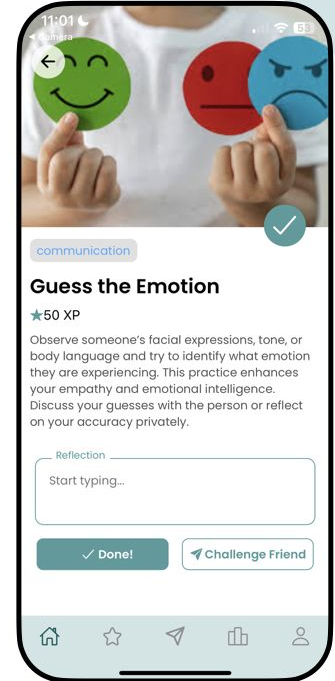 11:01
Camera
53
communication
Guess the Emotion
50 XP
Observe someone's facial expressions, tone, or
body language and try to identify what emotion
they are experiencing. This practice enhances
your empathy and emotional intelligence.
Discuss your guesses with the person or reflect
on your accuracy privately.
Reflection
Start typing...
Done!
Challenge Friend